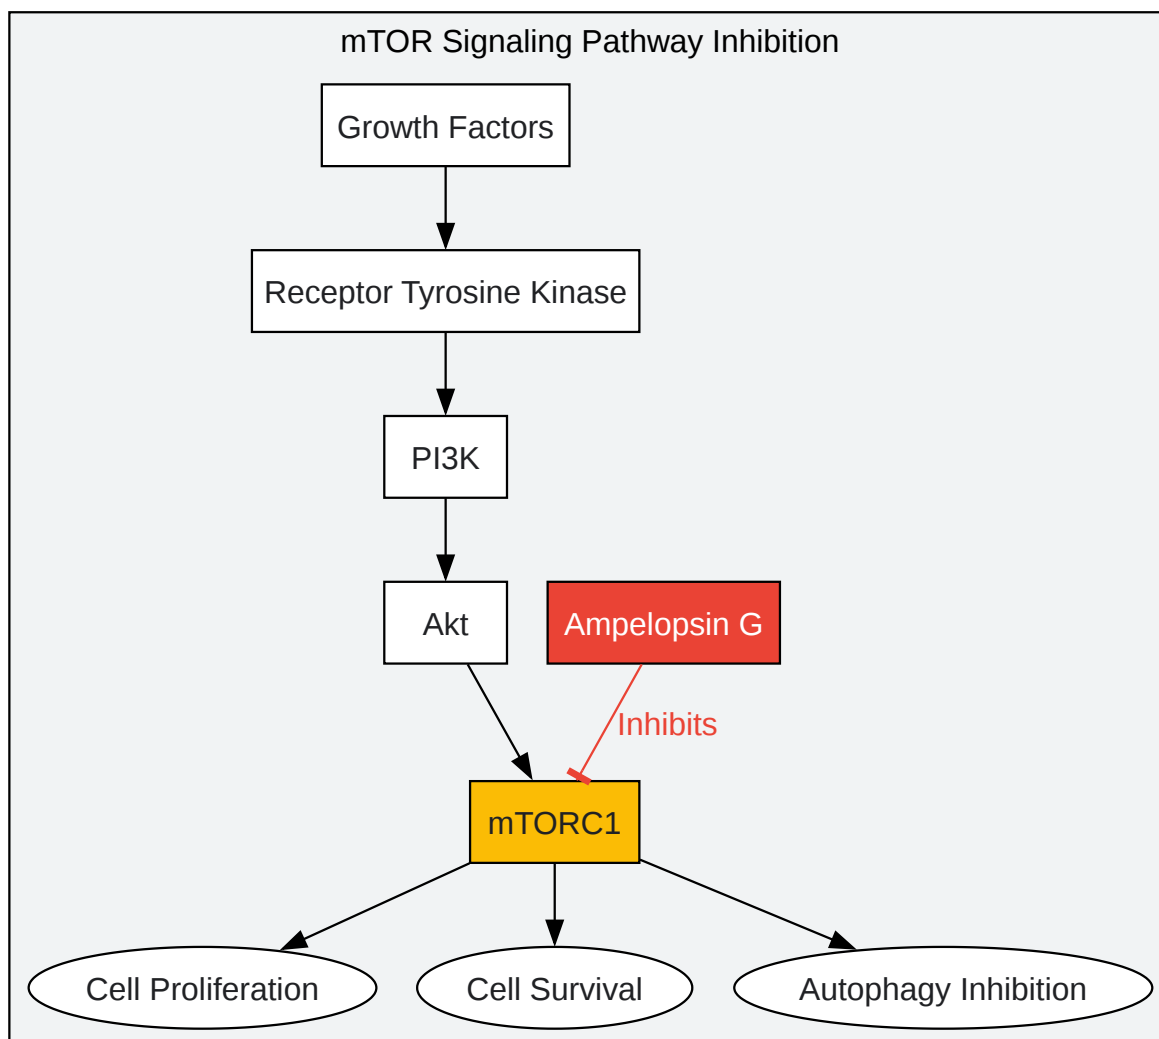 mTOR Signaling Pathway Inhibition
Growth Factors
Receptor Tyrosine Kinase
PI3K
Akt
Ampelopsin G
Inhibits
mTORC1
Cell Proliferation
Cell Survival
Autophagy Inhibition